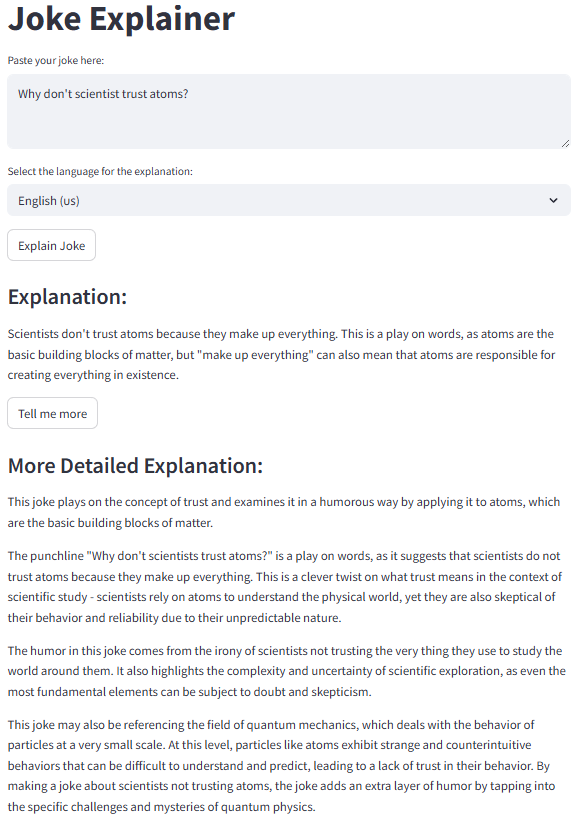 Joke Explainer
Paste your joke here:
Why don't scientist trust atoms?
Select the language for the explanation:
English (us)
Explain Joke
Explanation:
Scientists don't trust atoms because they make up everything. This is a play on words, as atoms are the
basic building blocks of matter, but "make up everything" can also mean that atoms are responsible for
creating everything in existence.
Tell me more
More Detailed Explanation:
This joke plays on the concept of trust and examines it in a humorous way by applying it to atoms, which
are the basic building blocks of matter.
The punchline "Why don't scientists trust atoms?" is a play on words, as it suggests that scientists do not
trust atoms because they make up everything. This is a clever twist on what trust means in the context of
scientific study - scientists rely on atoms to understand the physical world, yet they are also skeptical of
their behavior and reliability due to their unpredictable nature.
The humor in this joke comes from the irony of scientists not trusting the very thing they use to study the
world around them. It also highlights the complexity and uncertainty of scientific exploration, as even the
most fundamental elements can be subject to doubt and skepticism.
This joke may also be referencing the field of quantum mechanics, which deals with the behavior of
particles at a very small scale. At this level, particles like atoms exhibit strange and counterintuitive
behaviors that can be difficult to understand and predict, leading to a lack of trust in their behavior. By
making a joke about scientists not trusting atoms, the joke adds an extra layer of humor by tapping into
the specific challenges and mysteries of quantum physics.